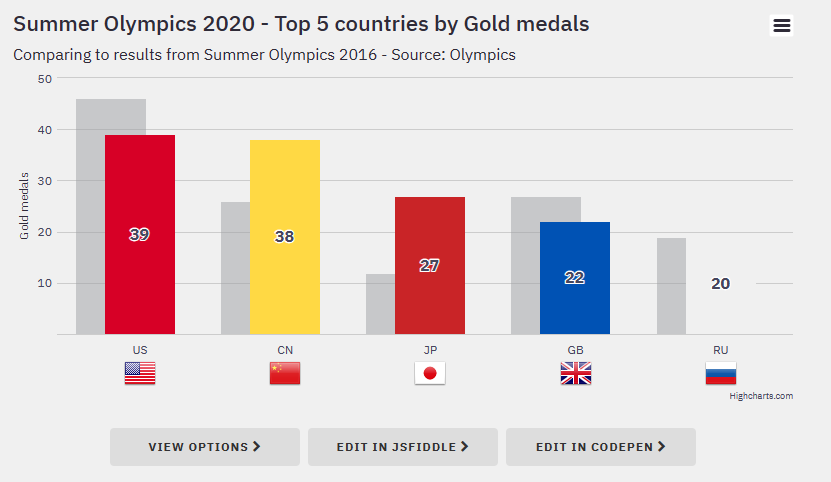 Summer Olympics 2020 - Top 5 countries by Gold medals
Comparing to results from Summer Olympics 2016 - Source: Olympics
Gold medals
50
40
30
20
10
39
38
27
22
20
US
CN
JP
GB
RU
Highcharts.com
VIEW OPTIONS
EDIT IN JSFIDDLE
EDIT IN CODEPEN